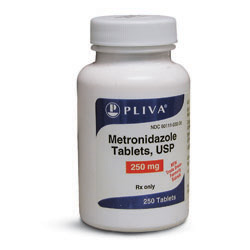 PLIVA®
Metronidazole
Tablets, USP
250 mg
Rx only
250 Tablets